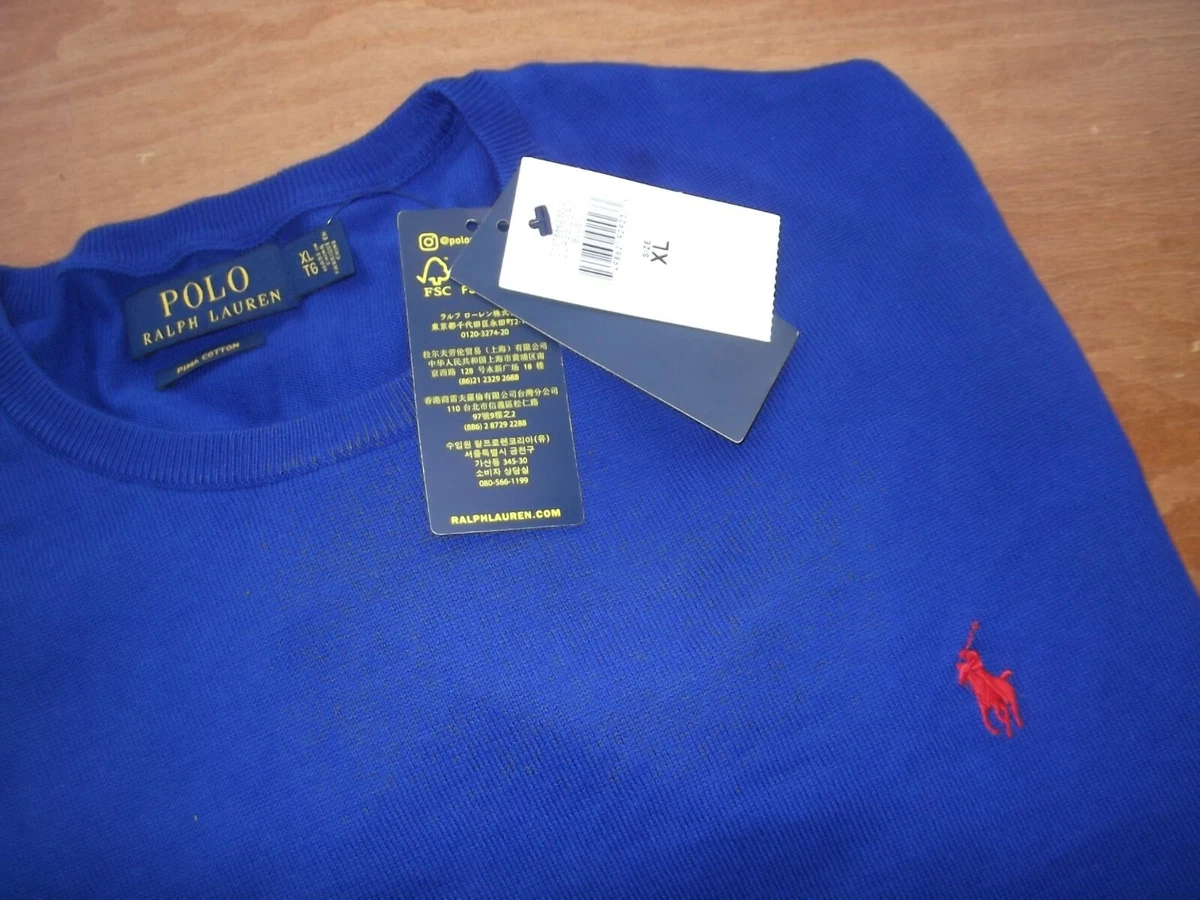 POLO
RALPH LAUREN
XL
TG
PIMA COTTON
@polo
FSC
ラルフ ローレン株式
東京都千代田区永田町2-
0120-3274-20
拉尔夫劳伦贸易（上海）有限公司
中华人民共和国上海市黄浦区南
京西路 128 号永新广场 18 楼
(86)21 2329 2688
香港商雷夫羅倫有限公司台灣分公司
110 台北市信義區松仁路
97號9樓之2
(886) 2 8729 2288
수입원 랄프로렌코리아(유)
서울특별시 금천구
가산동 345-30
소비자 상담실
080-566-1199
RALPHLAUREN.COM
SIZE
XL